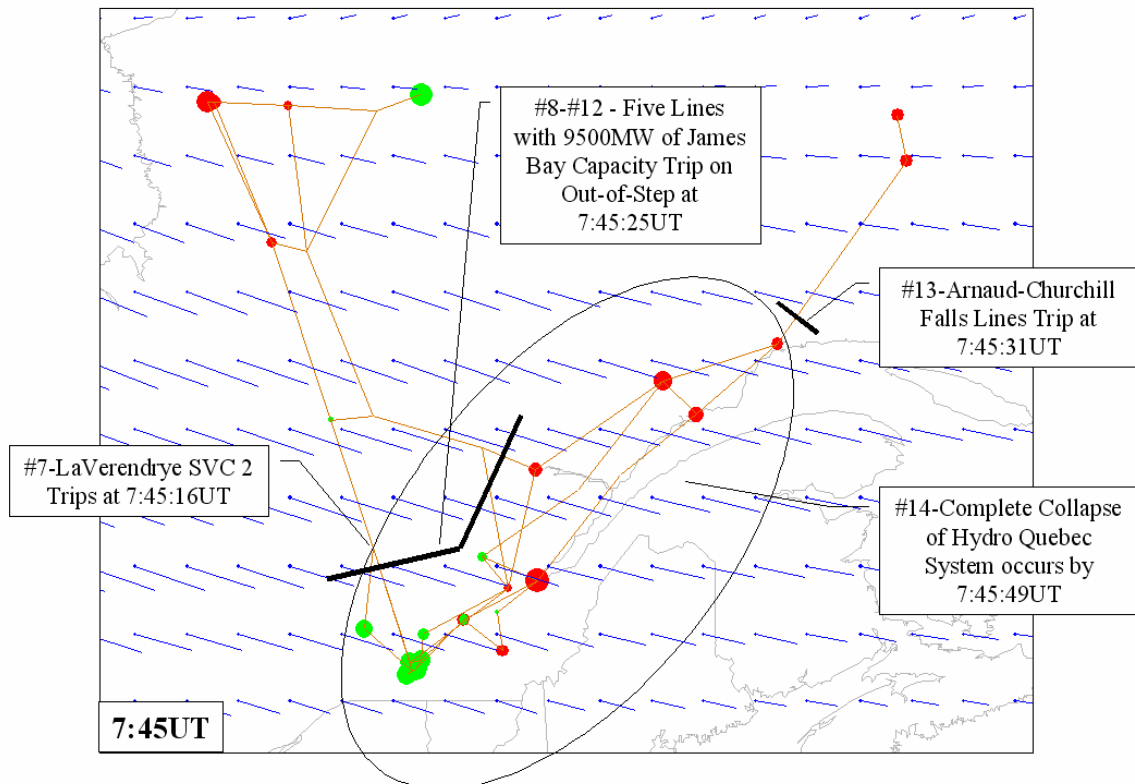 #8-#12 - Five Lines
with 9500MW of James
Bay Capacity Trip on
Out-of-Step at
7:45:25UT
#13-Arnaud-Churchill
Falls Lines Trip at
7:45:31UT
#7-LaVerendrye SVC 2
Trips at 7:45:16UT
#14-Complete Collapse
of Hydro Quebec
System occurs by
7:45:49UT
7:45UT